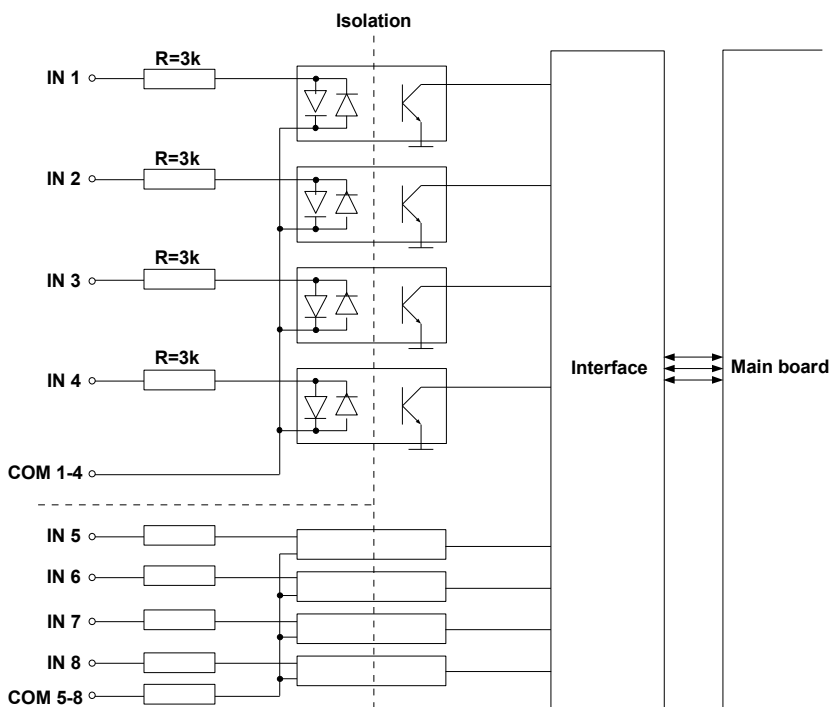 Isolation
R=3k
IN 1
R=3k
IN 2
R=3k
IN 3
R=3k
IN 4
Interface
Main board
COM 1-4
IN 5
IN 6
IN 7
IN 8
COM 5-8